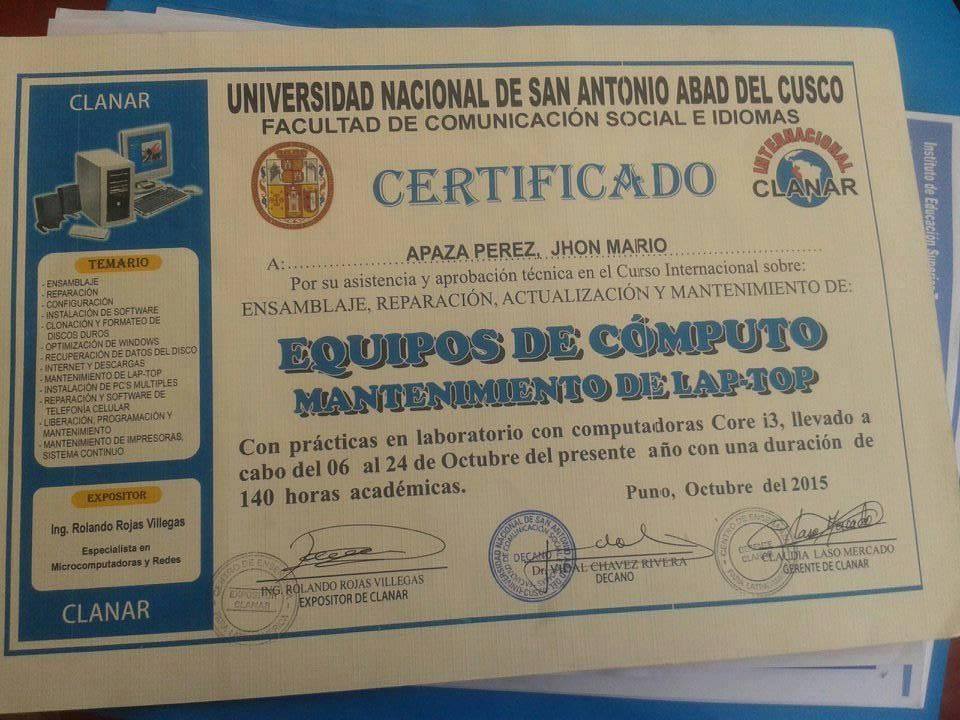 CLANAR
TEMARIO
- ENSAMBLAJE
- REPARACIÓN
- CONFIGURACIÓN
- INSTALACIÓN DE SOFTWARE
- CLONACIÓN Y FORMATEO DE
DISCOS DUROS
- OPTIMIZACIÓN DE WINDOWS
- RECUPERACIÓN DE DATOS DEL DISCO
- INTERNET Y DESCARGAS
- MANTENIMIENTO DE LAP-TOP
- INSTALACIÓN DE PC'S MULTIPLES
- REPARACIÓN Y SOFTWARE DE
TELEFONÍA CELULAR
- LIBERACIÓN, PROGRAMACIÓN Y
MANTENIMIENTO
- MANTENIMIENTO DE IMPRESORAS,
SISTEMA CONTINUO
EXPOSITOR
Ing. Rolando Rojas Villegas
Especialista en
Microcomputadoras y Redes
CLANAR
UNIVERSIDAD NACIONAL DE SAN ANTONIO ABAD DEL CUSCO
FACULTAD DE COMUNICACIÓN SOCIAL E IDIOMAS
CERTIFICADO
INTERNACIONAL
CLANAR
A: APAZA PEREZ, JHON MARIO
Por su asistencia y aprobación técnica en el Curso Internacional sobre:
ENSAMBLAJE, REPARACIÓN, ACTUALIZACIÓN Y MANTENIMIENTO DE:
EQUIPOS DE CÓMPUTO
MANTENIMIENTO DE LAP-TOP
Con prácticas en laboratorio con computadoras Core i3, llevado a
cabo del 06 al 24 de Octubre del presente año con una duración de
140 horas académicas.
Puno, Octubre del 2015
ING. ROLANDO ROJAS VILLEGAS
EXPOSITOR DE CLANAR
EXPOSITOR
CLANAR
DECANO
Dr. VIDAL CHAVEZ RIVERA
DECANO
CLAUDIA LASO MERCADO
GERENTE DE CLANAR
Instituto de Educación Superior